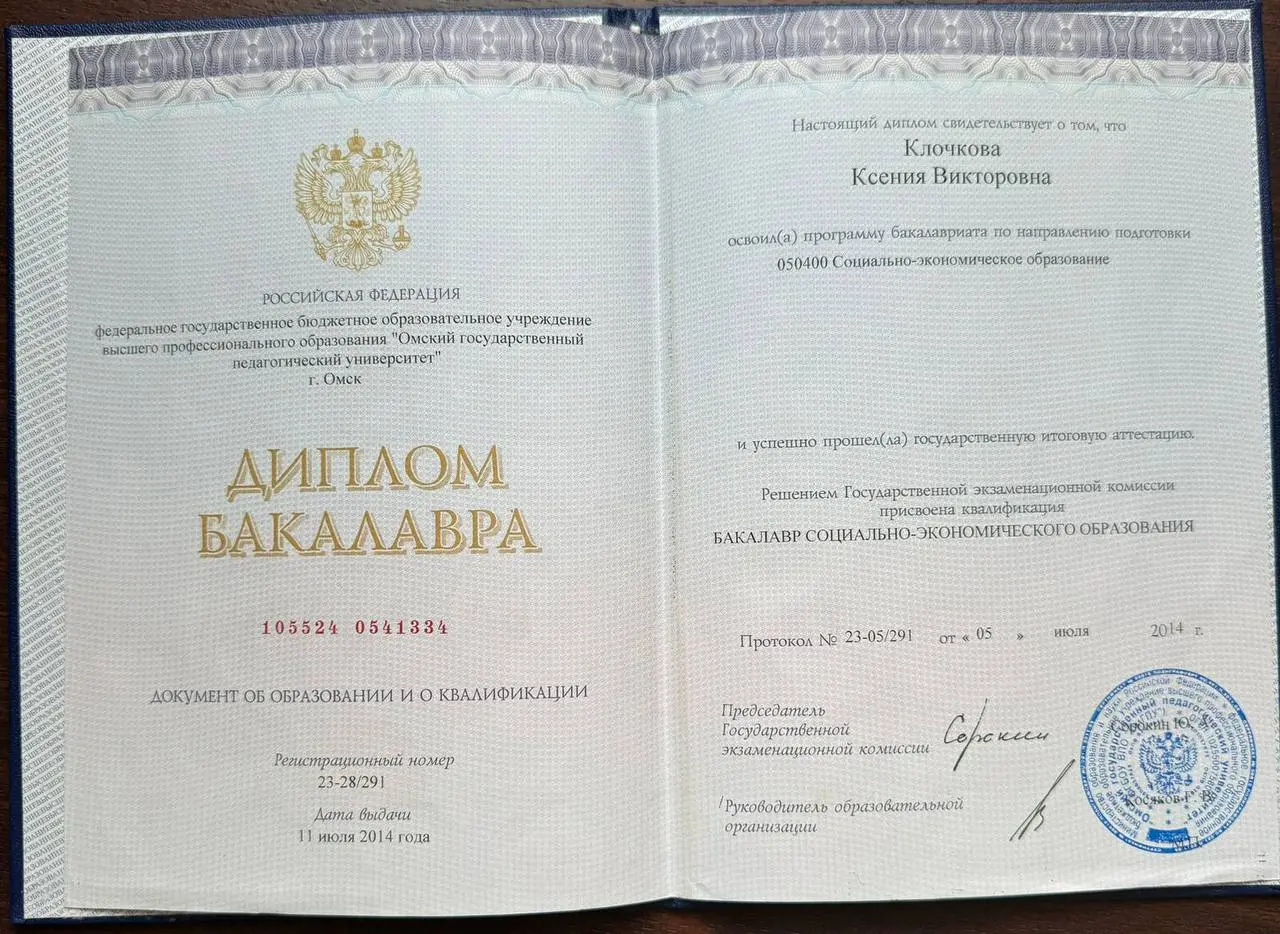 РОССИЙСКАЯ ФЕДЕРАЦИЯ
федеральное государственное бюджетное образовательное учреждение
высшего профессионального образования "Омский государственный
педагогический университет"
г. Омск
ДИПЛОМ
БАКАЛАВРА
105524 0541334
ДОКУМЕНТ ОБ ОБРАЗОВАНИИ И О КВАЛИФИКАЦИИ
Регистрационный номер
23-28/291
Дата выдачи
11 июля 2014 года
Настоящий диплом свидетельствует о том, что
Клочкова
Ксения Викторовна
освоил(а) программу бакалавриата по направлению подготовки
050400 Социально-экономическое образование
и успешно прошел(ла) государственную итоговую аттестацию.
Решением Государственной экзаменационной комиссии
присвоена квалификация
БАКАЛАВР СОЦИАЛЬНО-ЭКОНОМИЧЕСКОГО ОБРАЗОВАНИЯ
Протокол № 23-05/291 от « 05 » июля 2014 г.
Председатель
Государственной
экзаменационной комиссии
Сорокин Ю.
Руководитель образовательной
организации
Косяков Г. В.
М.П.